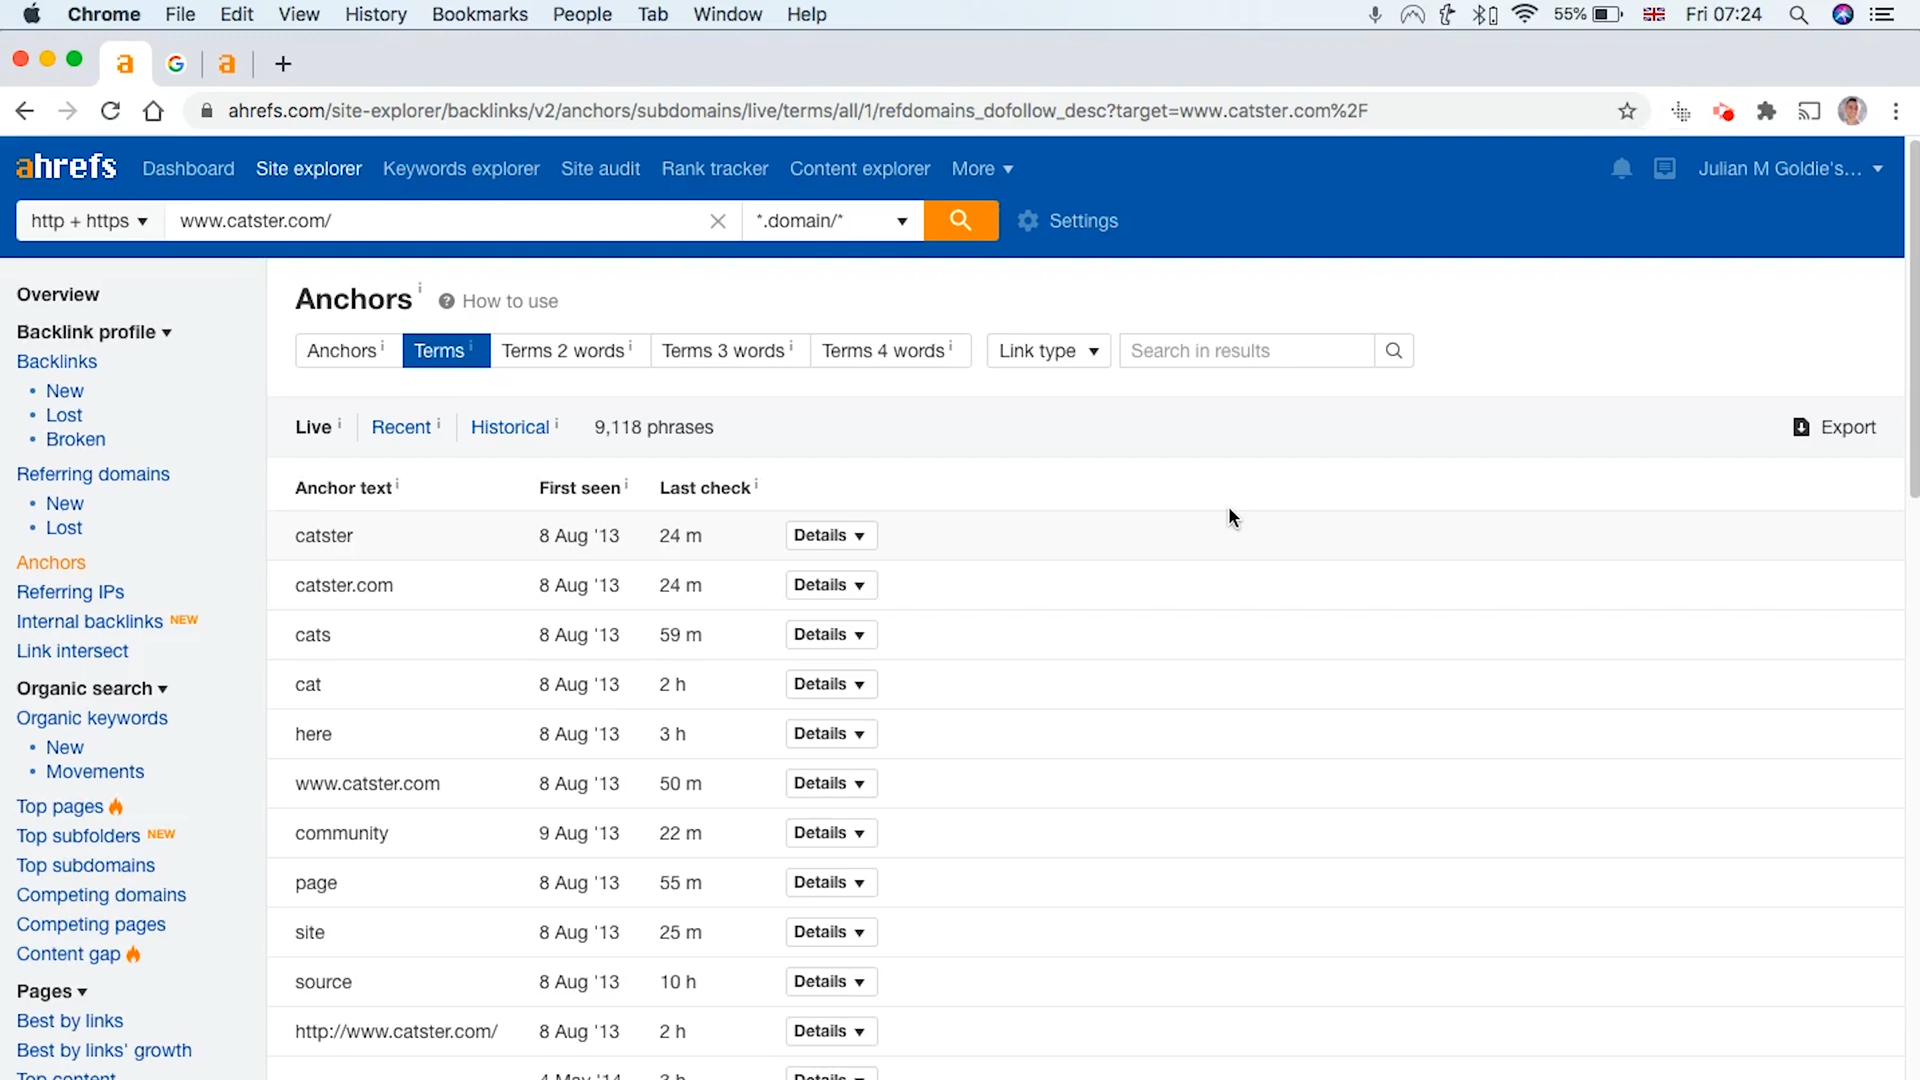 Chrome File Edit View History Bookmarks People Tab Window Help 55% Fri 07:24
ahrefs.com/site-explorer/backlinks/v2/anchors/subdomains/live/terms/all/1/refdomains_dofollow_desc?target=www.catster.com%2F
ahrefs Dashboard Site explorer Keywords explorer Site audit Rank tracker Content explorer More Julian M Goldie's...
http + https www.catster.com/ *.domain/* Settings
Overview
Backlink profile
Backlinks
• New
• Lost
• Broken
Referring domains
• New
• Lost
Anchors
Referring IPs
Internal backlinks NEW
Link intersect
Organic search
Organic keywords
• New
• Movements
Top pages
Top subfolders NEW
Top subdomains
Competing domains
Competing pages
Content gap
Pages
Best by links
Best by links' growth
Top content
Anchors i ? How to use
Anchors i Terms i Terms 2 words i Terms 3 words i Terms 4 words i Link type Search in results
Live i Recent i Historical i 9,118 phrases Export
Anchor text i First seen i Last check i
catster 8 Aug '13 24 m Details
catster.com 8 Aug '13 24 m Details
cats 8 Aug '13 59 m Details
cat 8 Aug '13 2 h Details
here 8 Aug '13 3 h Details
www.catster.com 8 Aug '13 50 m Details
community 9 Aug '13 22 m Details
page 8 Aug '13 55 m Details
site 8 Aug '13 25 m Details
source 8 Aug '13 10 h Details
http://www.catster.com/ 8 Aug '13 2 h Details
4 May '14 3 h Details